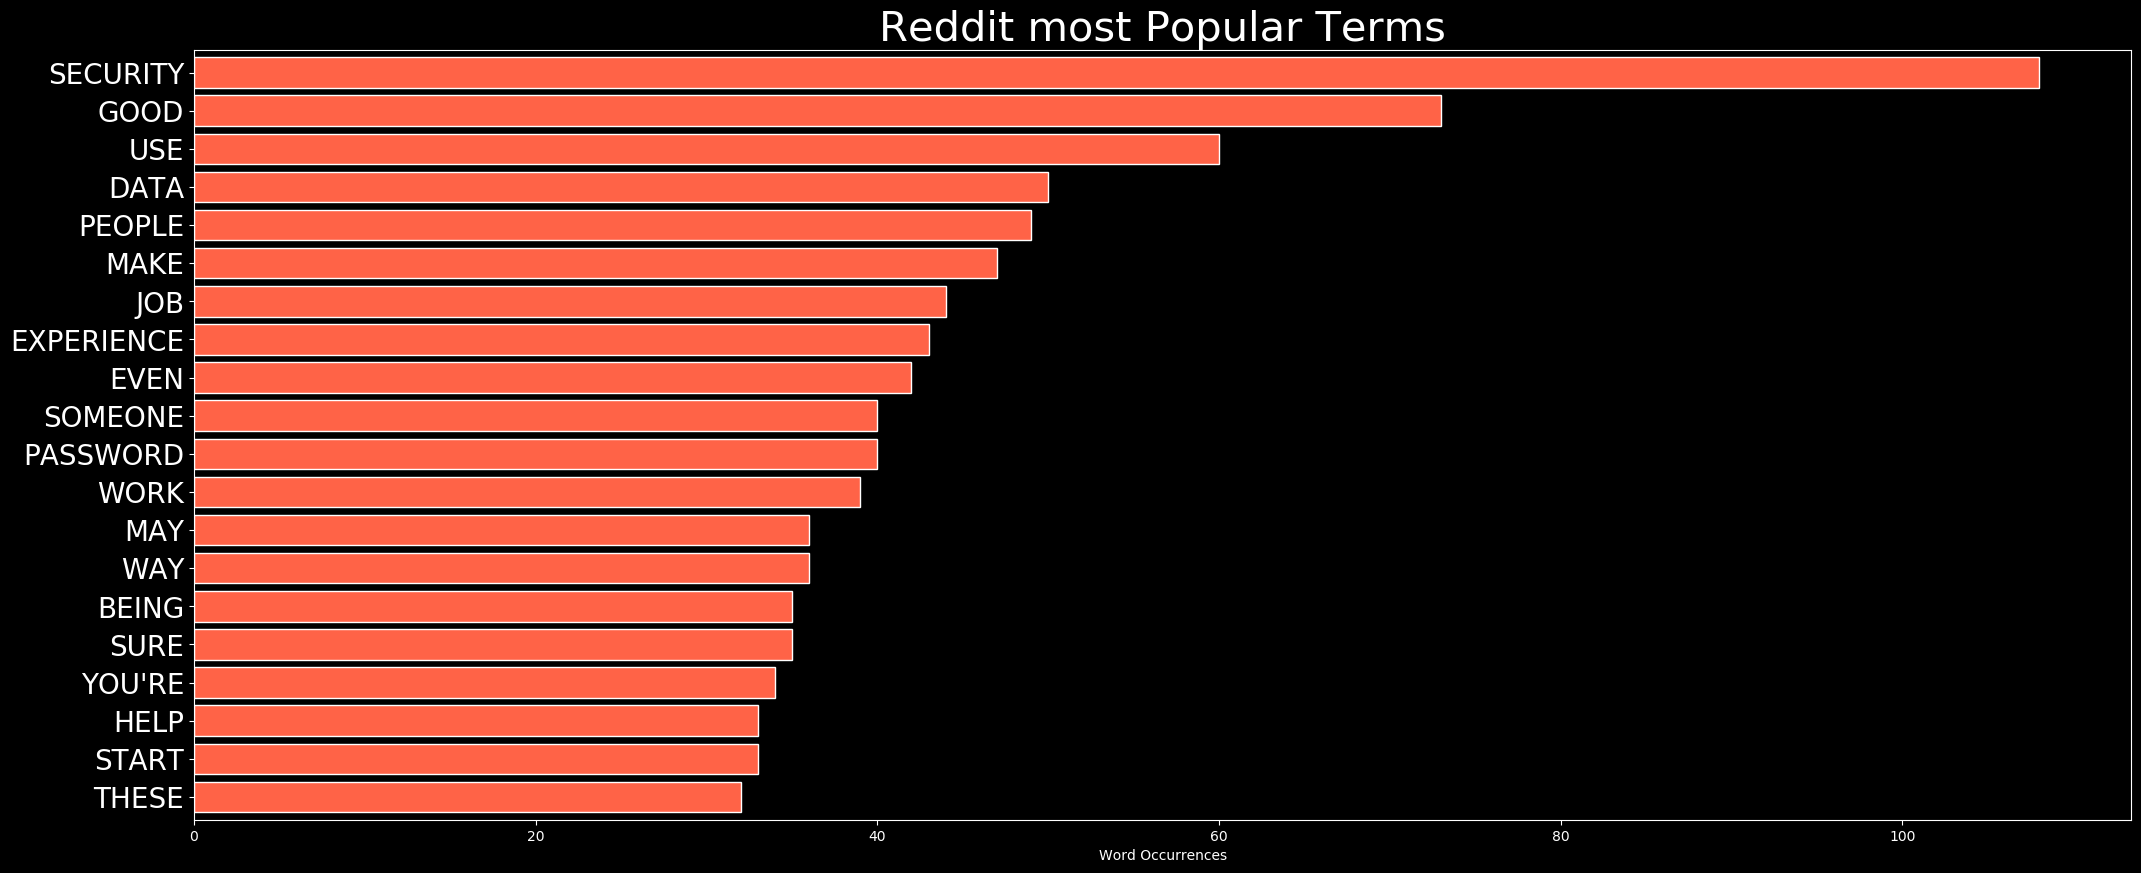 Reddit most Popular Terms
SECURITY
GOOD
USE
DATA
PEOPLE
MAKE
JOB
EXPERIENCE
EVEN
SOMEONE
PASSWORD
WORK
MAY
WAY
BEING
SURE
YOU'RE
HELP
START
THESE
0 20 40 60 80 100
Word Occurrences